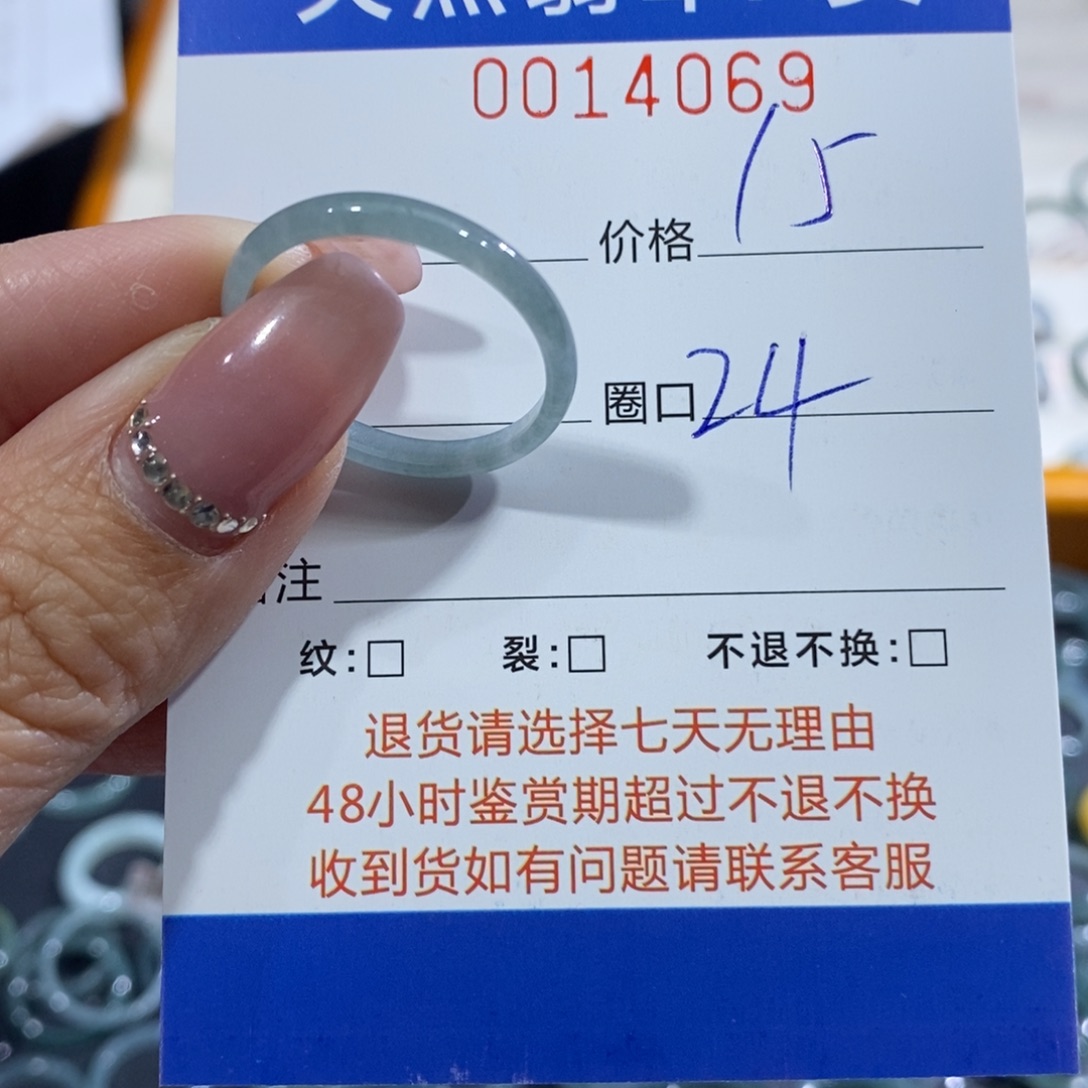 0014069
价格 15
圈口 24
注
纹:□ 裂:□ 不退不换:□
退货请选择七天无理由
48小时鉴赏期超过不退不换
收到货如有问题请联系客服